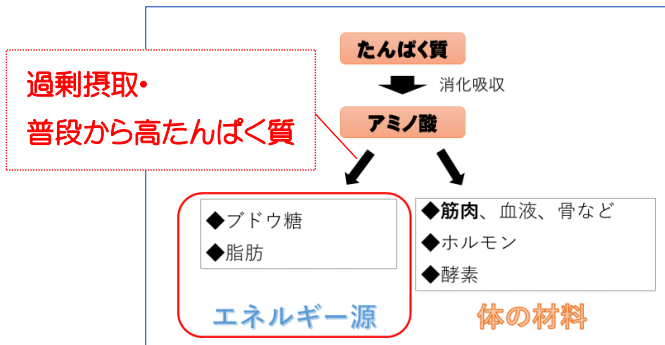 たんぱく質
消化吸収
アミノ酸
過剰摂取・
普段から高たんぱく質
◆ブドウ糖
◆脂肪
エネルギー源
◆筋肉、血液、骨など
◆ホルモン
◆酵素
体の材料